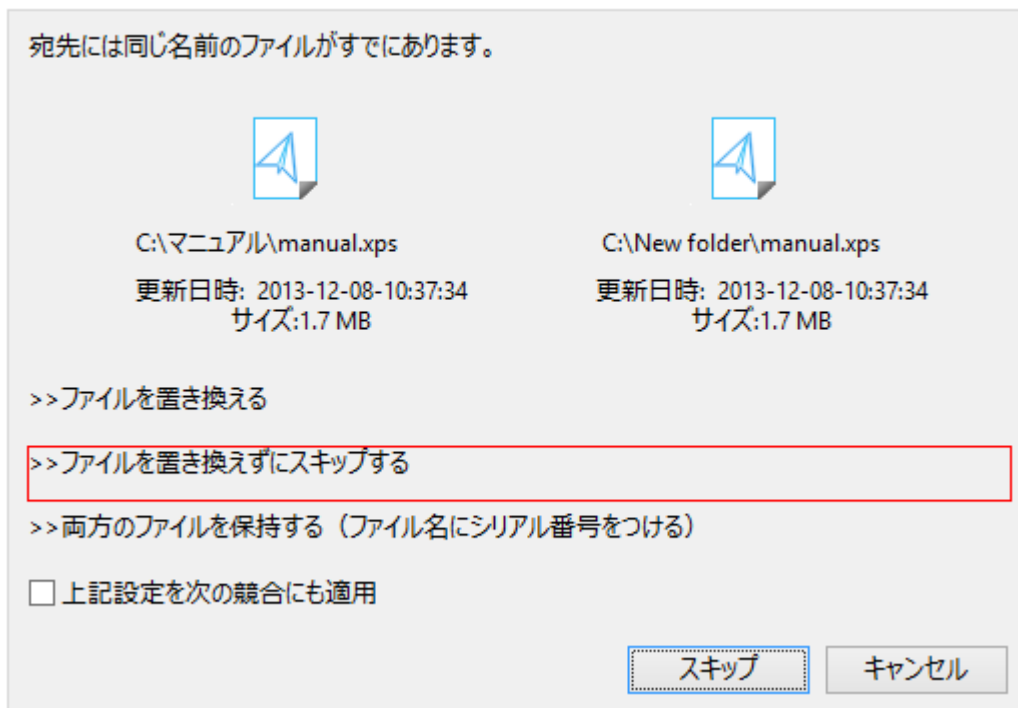 宛先には同じ名前のファイルがすでにあります。
C:\マニュアル\manual.xps
更新日時: 2013-12-08-10:37:34
サイズ:1.7 MB
C:\New folder\manual.xps
更新日時: 2013-12-08-10:37:34
サイズ:1.7 MB
>>ファイルを置き換える
>>ファイルを置き換えずにスキップする
>>両方のファイルを保持する（ファイル名にシリアル番号をつける）
上記設定を次の競合にも適用
スキップ
キャンセル